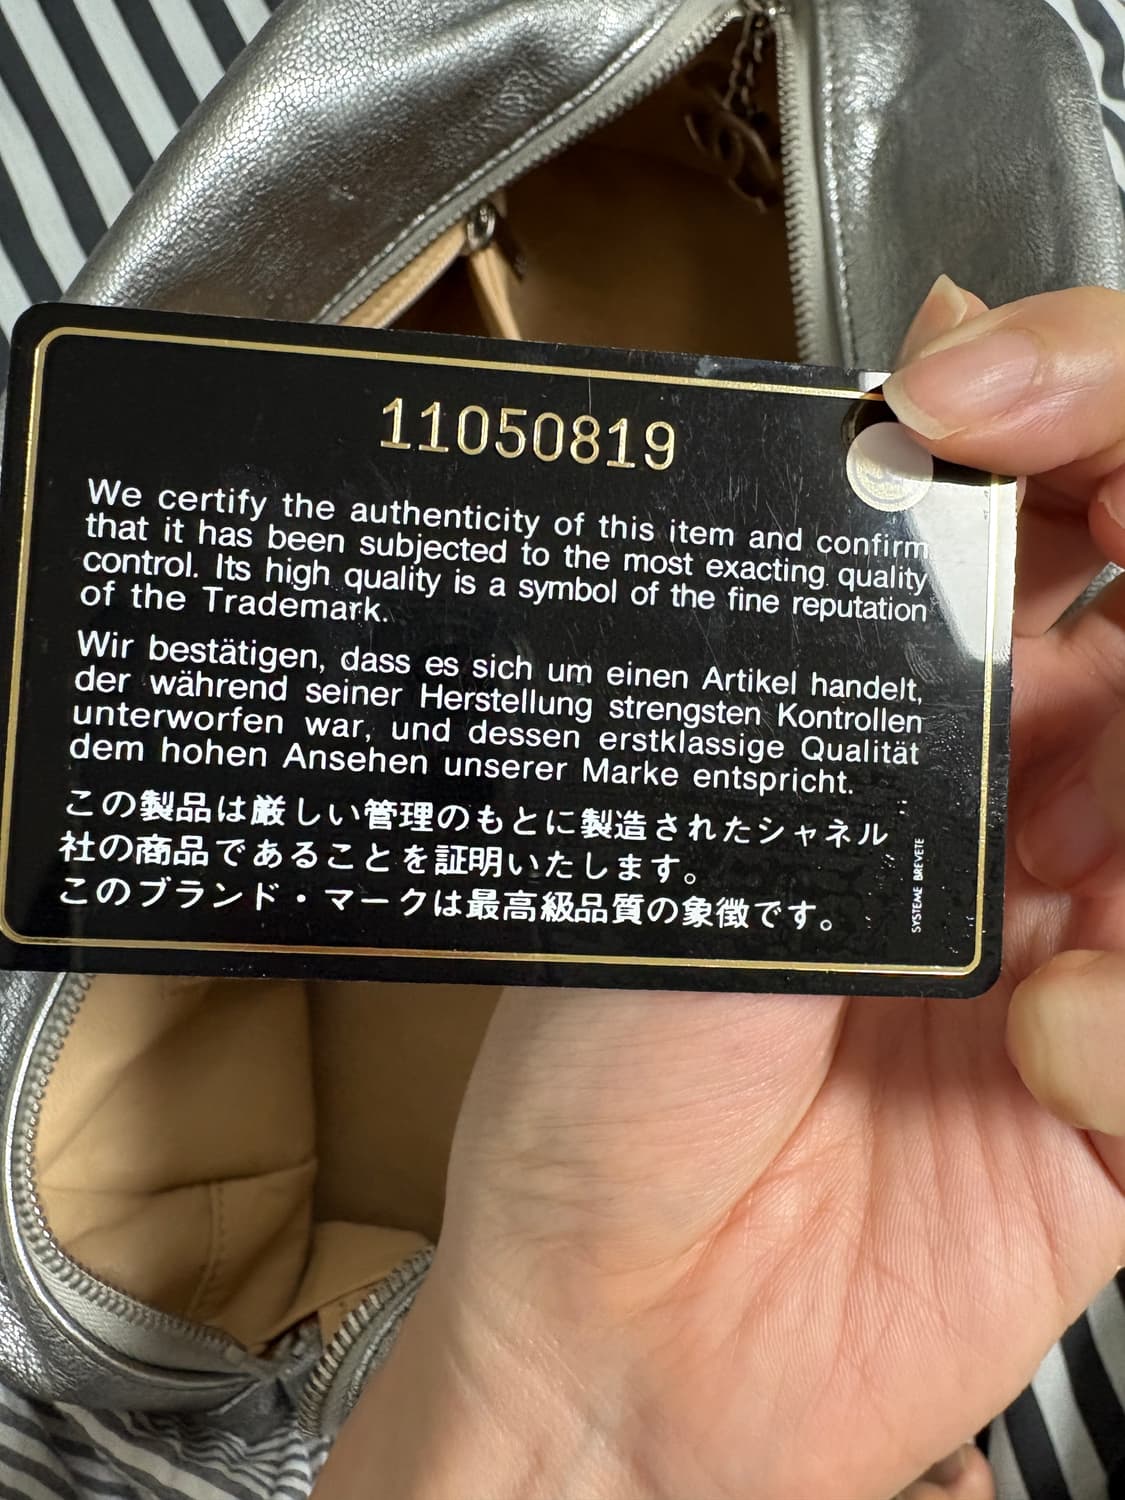 11050819
We certify the authenticity of this item and confirm
that it has been subjected to the most exacting quality
control. Its high quality is a symbol of the fine reputation
of the Trademark.
Wir bestätigen, dass es sich um einen Artikel handelt,
der während seiner Herstellung strengsten Kontrollen
unterworfen war, und dessen erstklassige Qualität
dem hohen Ansehen unserer Marke entspricht.
この製品は厳しい管理のもとに製造されたシャネル
社の商品であることを証明いたします。
このブランド・マークは最高級品質の象徴です。
SYSTEME BREVETE